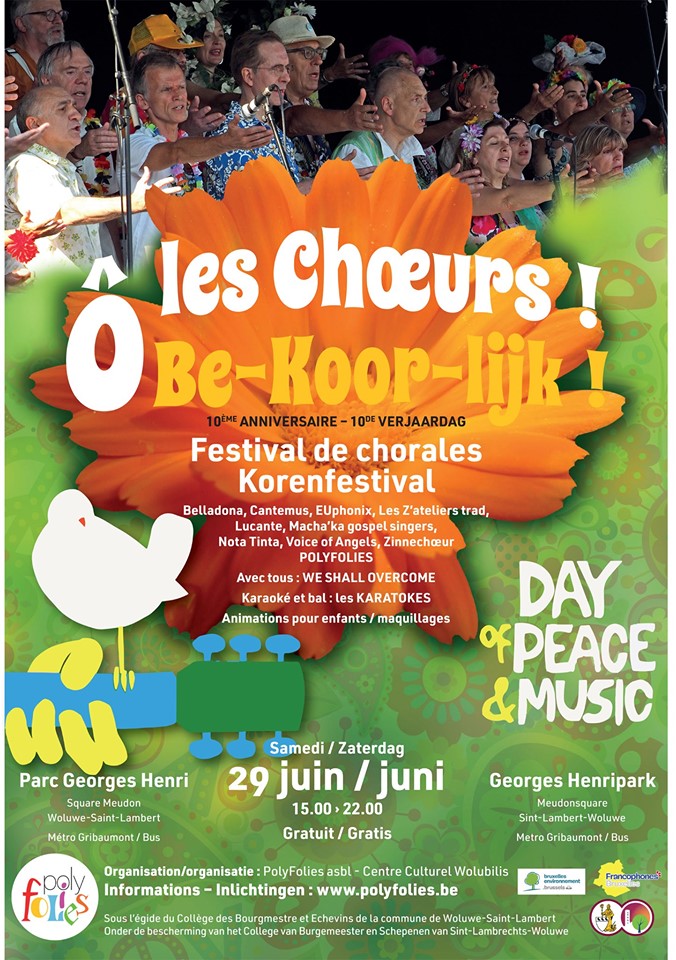 Ô les Chœurs !
Be-Koor-lijk !
10ÈME ANNIVERSAIRE – 10DE VERJAARDAG
Festival de chorales
Korenfestival
Belladona, Cantemus, EUphonix, Les Z'ateliers trad,
Lucante, Macha'ka gospel singers,
Nota Tinta, Voice of Angels, Zinnechœur
POLYFOLIES
Avec tous : WE SHALL OVERCOME
Karaoké et bal : les KARATOKES
Animations pour enfants / maquillages
DAY
of PEACE
& MUSIC
Samedi / Zaterdag
29 juin / juni
15.00 › 22.00
Gratuit / Gratis
Parc Georges Henri
Square Meudon
Woluwe-Saint-Lambert
Métro Gribaumont / Bus
Georges Henripark
Meudonsquare
Sint-Lambert-Woluwe
Metro Gribaumont / Bus
poly
FOLIES
Organisation/organisatie : PolyFolies asbl - Centre Culturel Wolubilis
Informations – Inlichtingen : www.polyfolies.be
bruxelles
environnement
.brussels
Francophones
Bruxelles
Sous l'égide du Collège des Bourgmestre et Echevins de la commune de Woluwe-Saint-Lambert
Onder de bescherming van het College van Burgemeester en Schepenen van Sint-Lambrechts-Woluwe